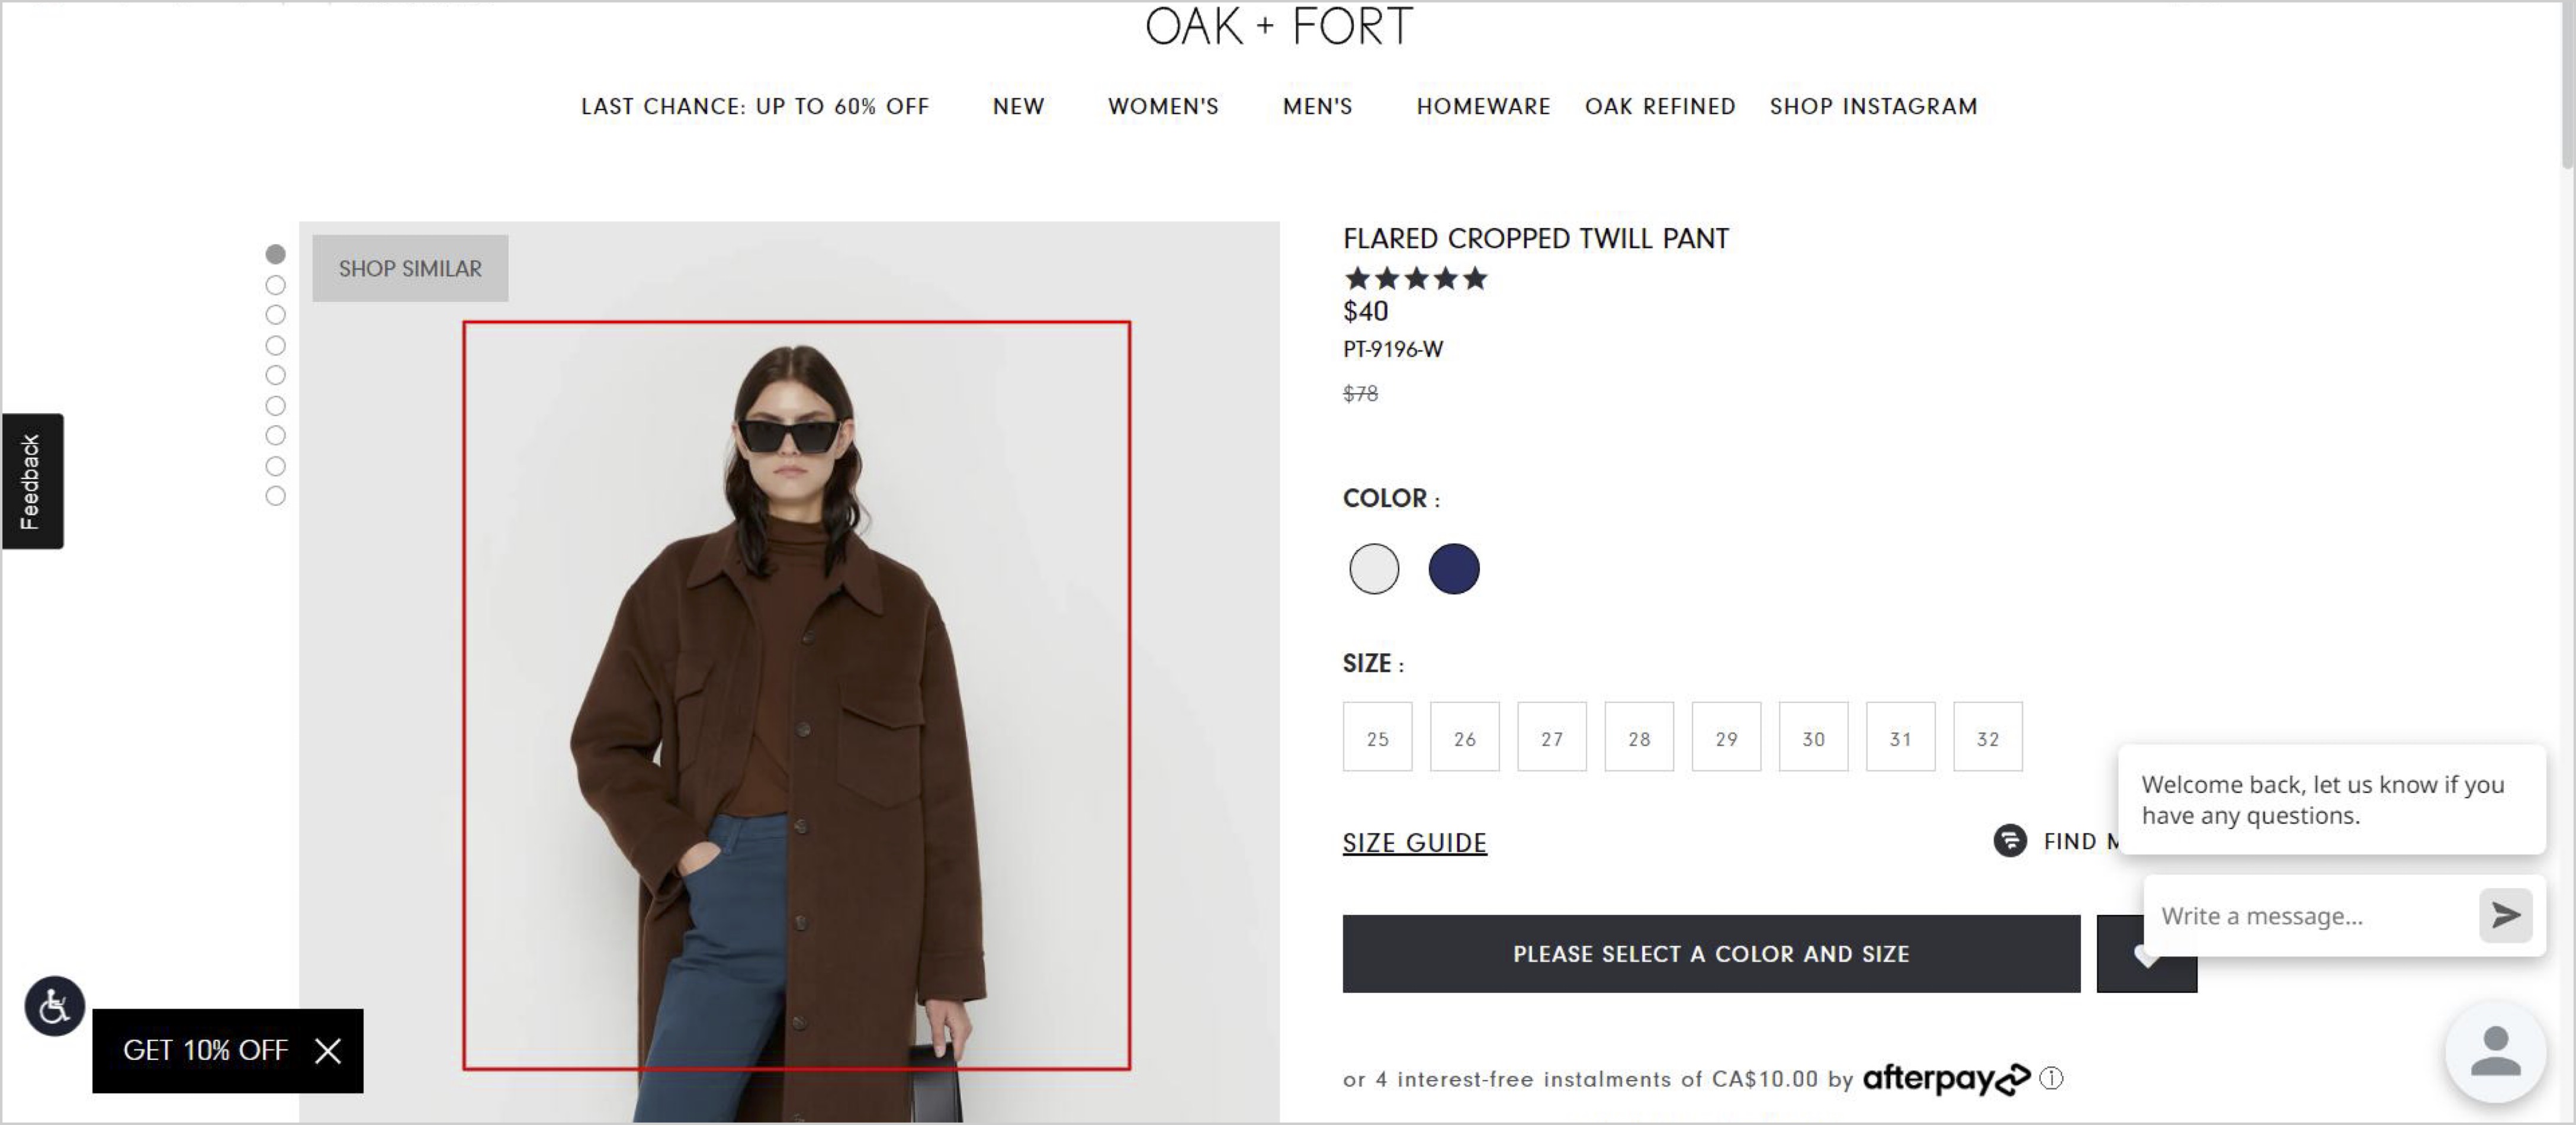 OAK + FORT
LAST CHANCE: UP TO 60% OFF NEW WOMEN'S MEN'S HOMEWARE OAK REFINED SHOP INSTAGRAM
SHOP SIMILAR
FLARED CROPPED TWILL PANT
$40
PT-9196-W
$78
COLOR :
SIZE :
25 26 27 28 29 30 31 32
SIZE GUIDE
FIND
PLEASE SELECT A COLOR AND SIZE
or 4 interest-free instalments of CA$10.00 by afterpay
Feedback
GET 10% OFF
Welcome back, let us know if you
have any questions.
Write a message...